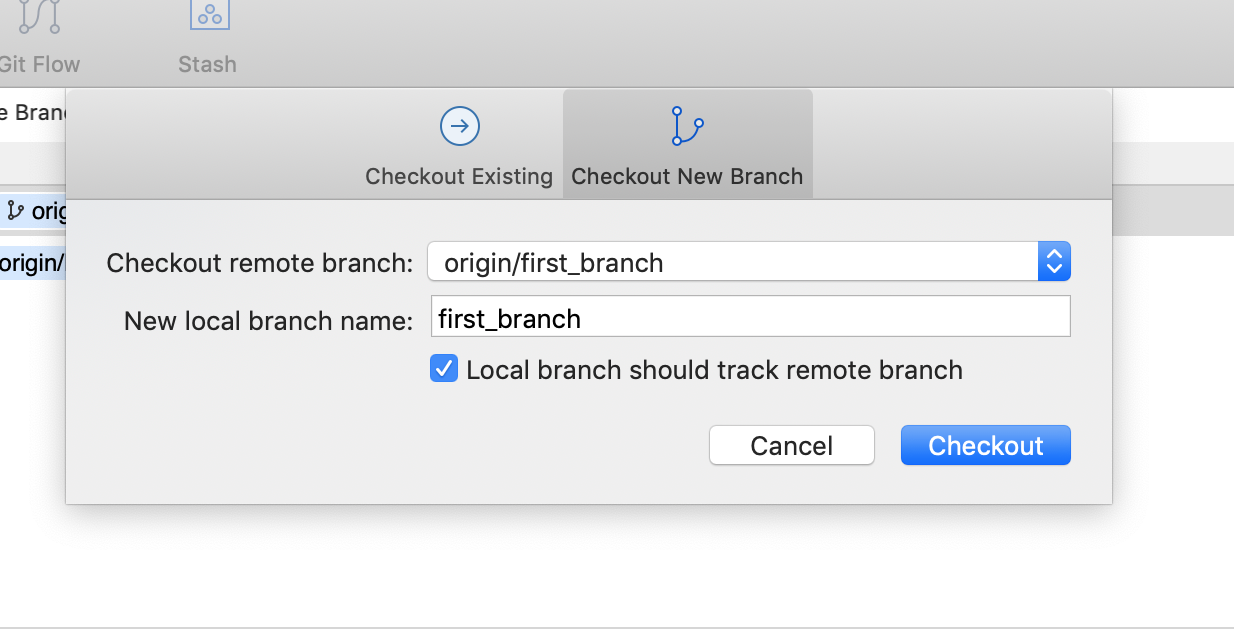 Git Flow
Stash
e Bran
Checkout Existing
Checkout New Branch
orig
origin/
Checkout remote branch:
origin/first_branch
New local branch name:
first_branch
Local branch should track remote branch
Cancel
Checkout